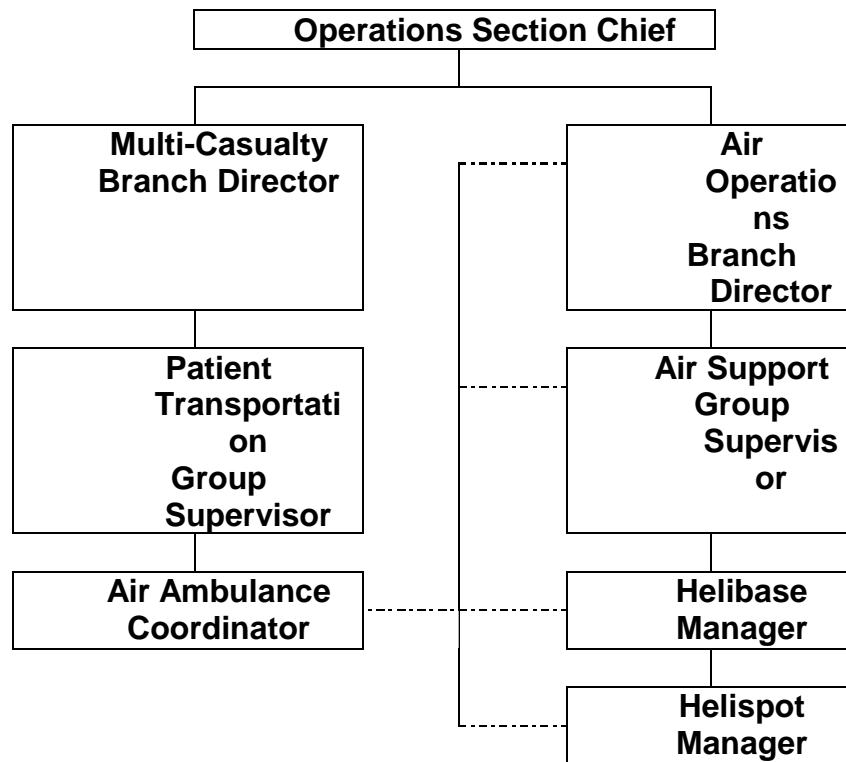 Operations Section Chief
Multi-Casualty
Branch Director
Air
Operatio
ns
Branch
Director
Patient
Transportati
on
Group
Supervisor
Air Support
Group
Supervis
or
Air Ambulance
Coordinator
Helibase
Manager
Helispot
Manager